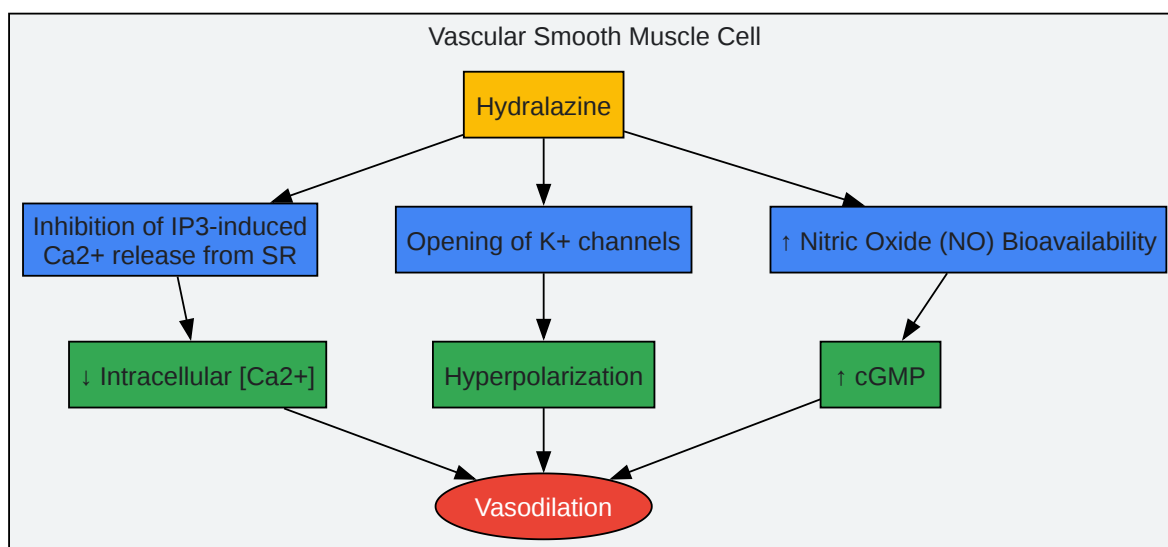 Vascular Smooth Muscle Cell
Hydralazine
Inhibition of IP3-induced
Ca2+ release from SR
Opening of K+ channels
↑ Nitric Oxide (NO) Bioavailability
↓ Intracellular [Ca2+]
Hyperpolarization
↑ cGMP
Vasodilation